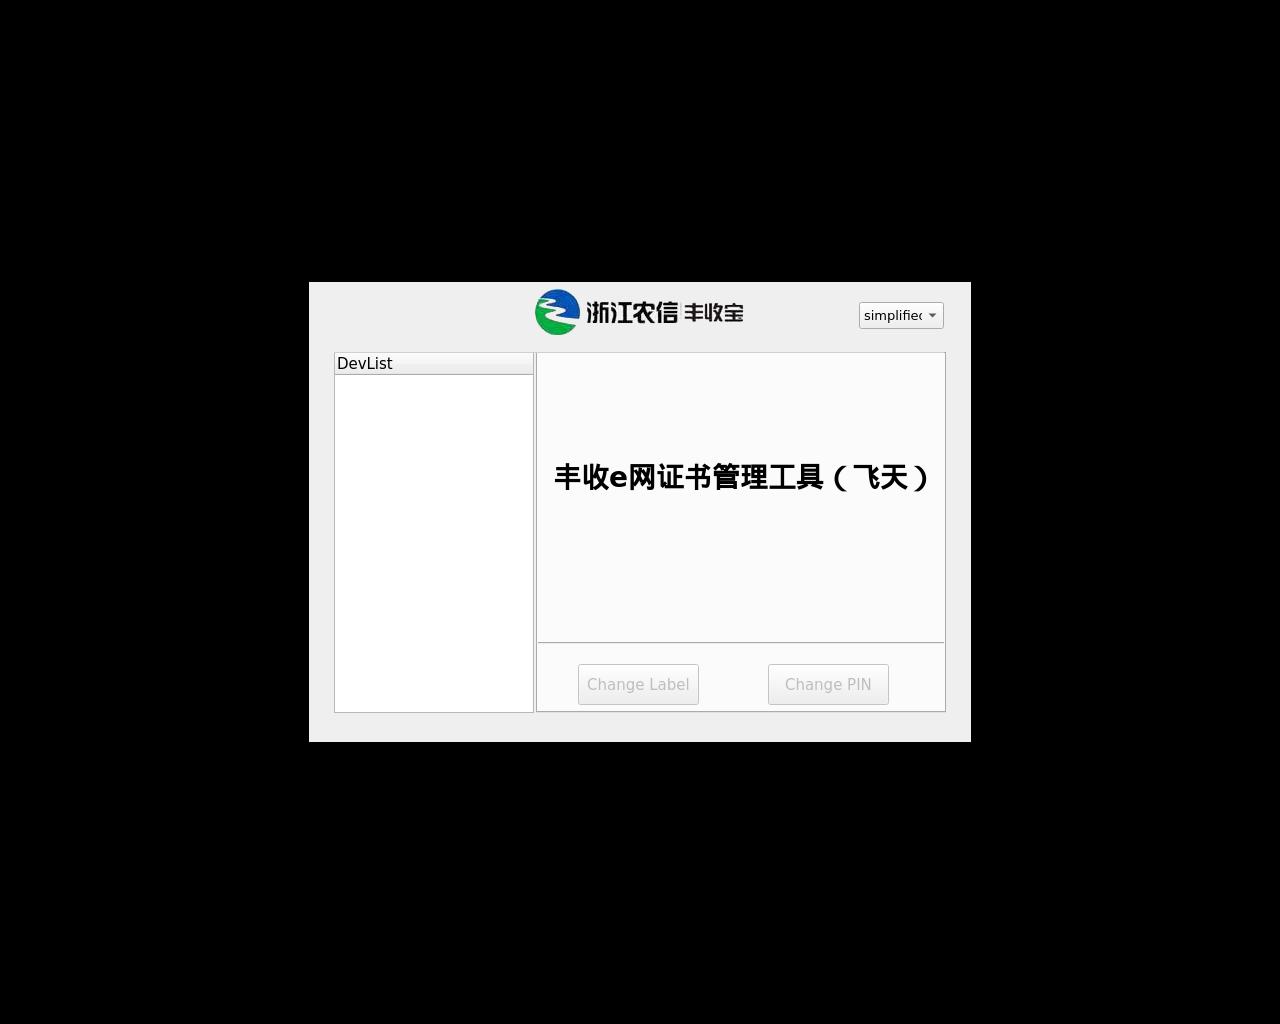 浙江农信 丰收宝
simplified
DevList
丰收e网证书管理工具（飞天）
Change Label
Change PIN